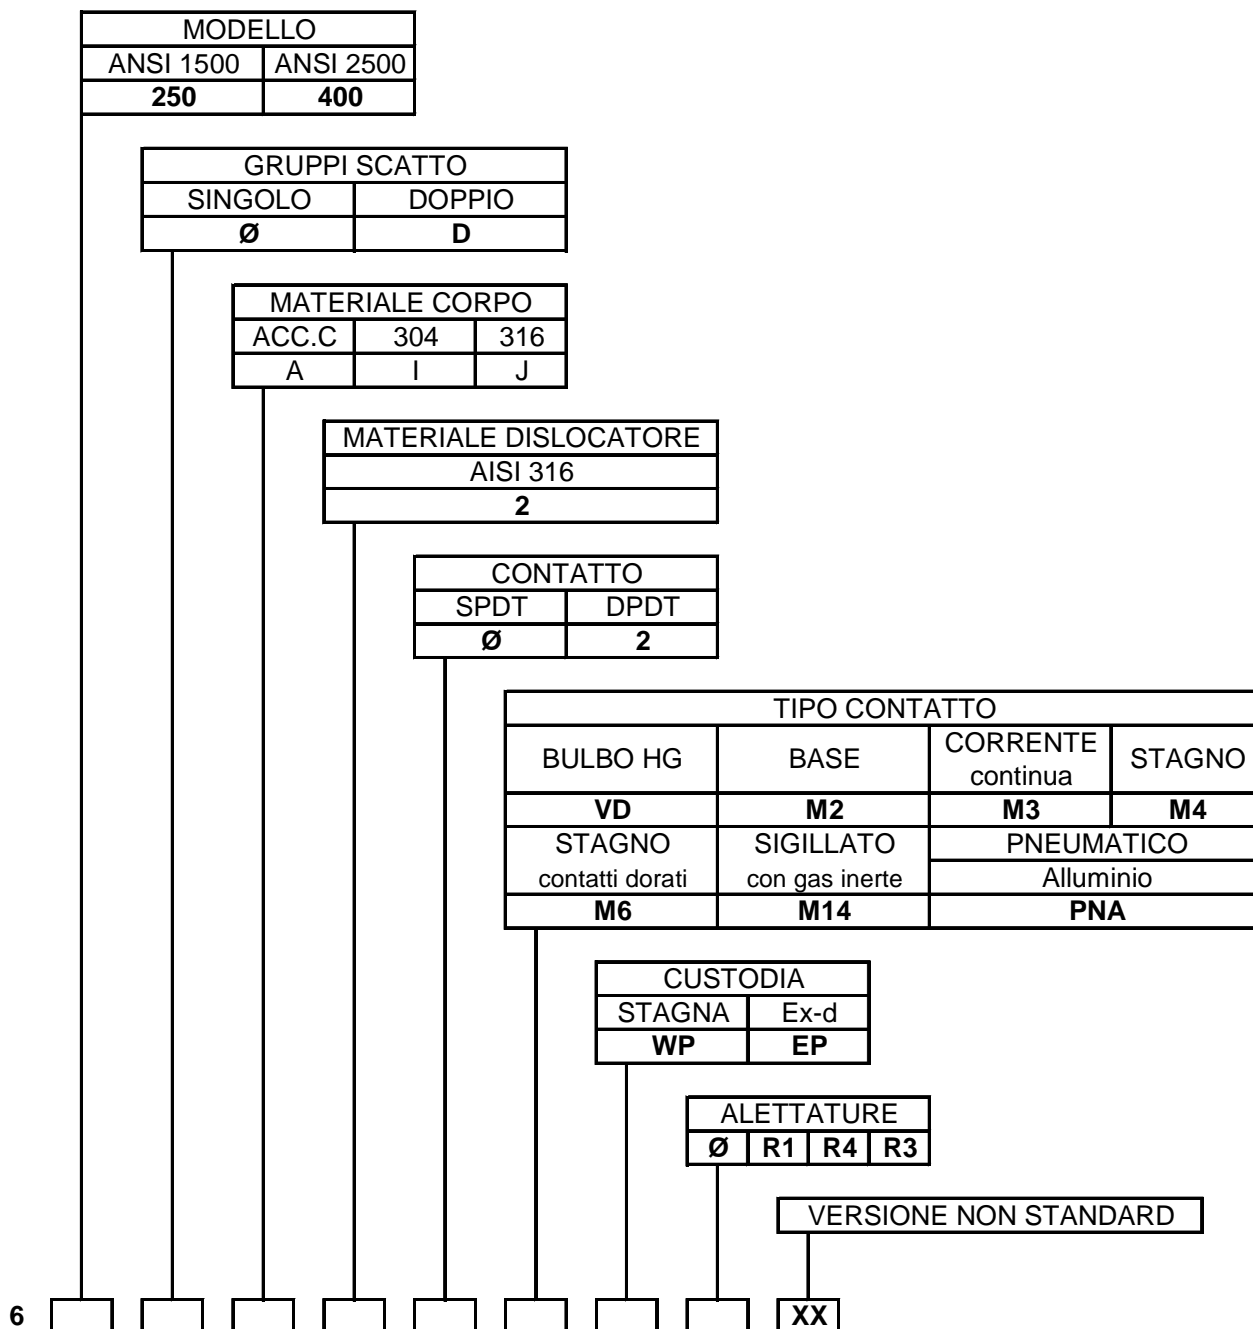 MODELLO
ANSI 1500 ANSI 2500
250 400
GRUPPI SCATTO
SINGOLO DOPPIO
Ø D
MATERIALE CORPO
ACC.C 304 316
A I J
MATERIALE DISLOCATORE
AISI 316
2
CONTATTO
SPDT DPDT
Ø 2
TIPO CONTATTO
BULBO HG BASE CORRENTE continua STAGNO
VD M2 M3 M4
STAGNO SIGILLATO PNEUMATICO
contatti dorati con gas inerte Alluminio
M6 M14 PNA
CUSTODIA
STAGNA Ex-d
WP EP
ALETTATURE
Ø R1 R4 R3
VERSIONE NON STANDARD
6 XX